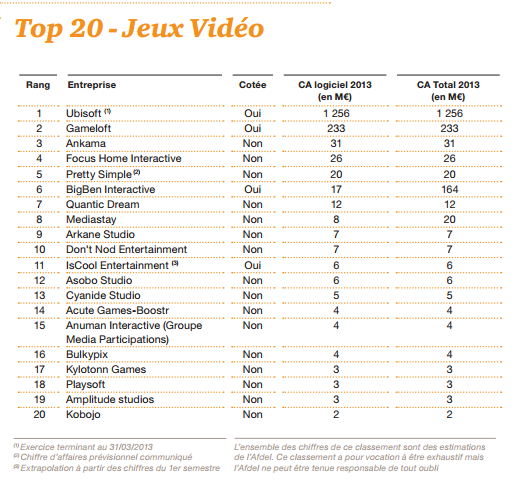 Top 20 - Jeux Vidéo
Rang Entreprise Cotée CA logiciel 2013 (en M€) CA Total 2013 (en M€)
1 Ubisoft (1) Oui 1 256 1 256
2 Gameloft Oui 233 233
3 Ankama Non 31 31
4 Focus Home Interactive Non 26 26
5 Pretty Simple (2) Non 20 20
6 BigBen Interactive Oui 17 164
7 Quantic Dream Non 12 12
8 Mediastay Non 8 20
9 Arkane Studio Non 7 7
10 Don't Nod Entertainment Non 7 7
11 IsCool Entertainment (3) Oui 6 6
12 Asobo Studio Non 6 6
13 Cyanide Studio Non 5 5
14 Acute Games-Boostr Non 4 4
15 Anuman Interactive (Groupe Non 4 4
Media Participations)
16 Bulkypix Non 4 4
17 Kylotonn Games Non 3 3
18 Playsoft Non 3 3
19 Amplitude studios Non 3 3
20 Kobojo Non 2 2
(1) Exercice terminant au 31/03/2013
(2) Chiffre d'affaires prévisionnel communiqué
(3) Extrapolation à partir des chiffres du 1er semestre
L'ensemble des chiffres de ce classement sont des estimations
de l'Afdel. Ce classement a pour vocation à être exhaustif mais
l'Afdel ne peut être tenue responsable de tout oubli